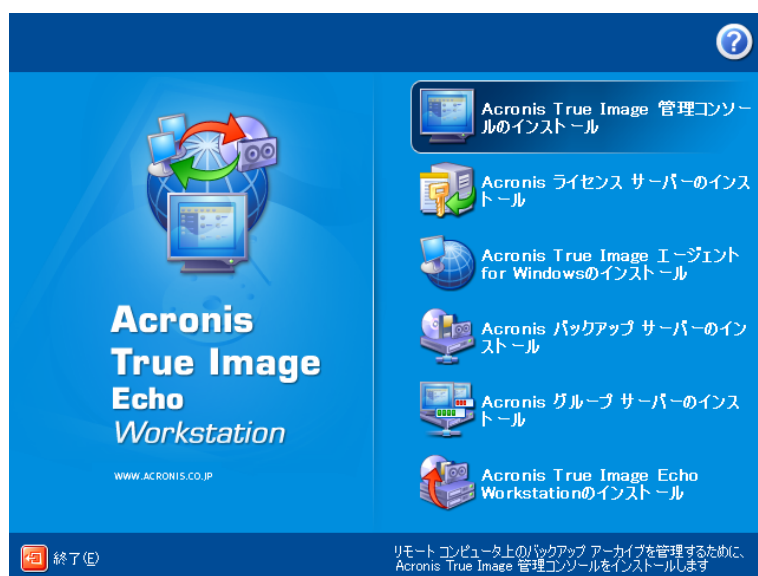 Acronis True Image 管理コンソー
ルのインストール
Acronis ライセンス サーバーのインス
トール
Acronis True Image エージェント
for Windowsのインストール
Acronis バックアップ サーバーのイン
ストール
Acronis グループ サーバーのインス
トール
Acronis True Image Echo
Workstationのインストール
Acronis
True Image
Echo
Workstation
WWW.ACRONIS.CO.JP
終了(E)
リモート コンピュータ上のバックアップ アーカイブを管理するために、
Acronis True Image 管理コンソールをインストールします